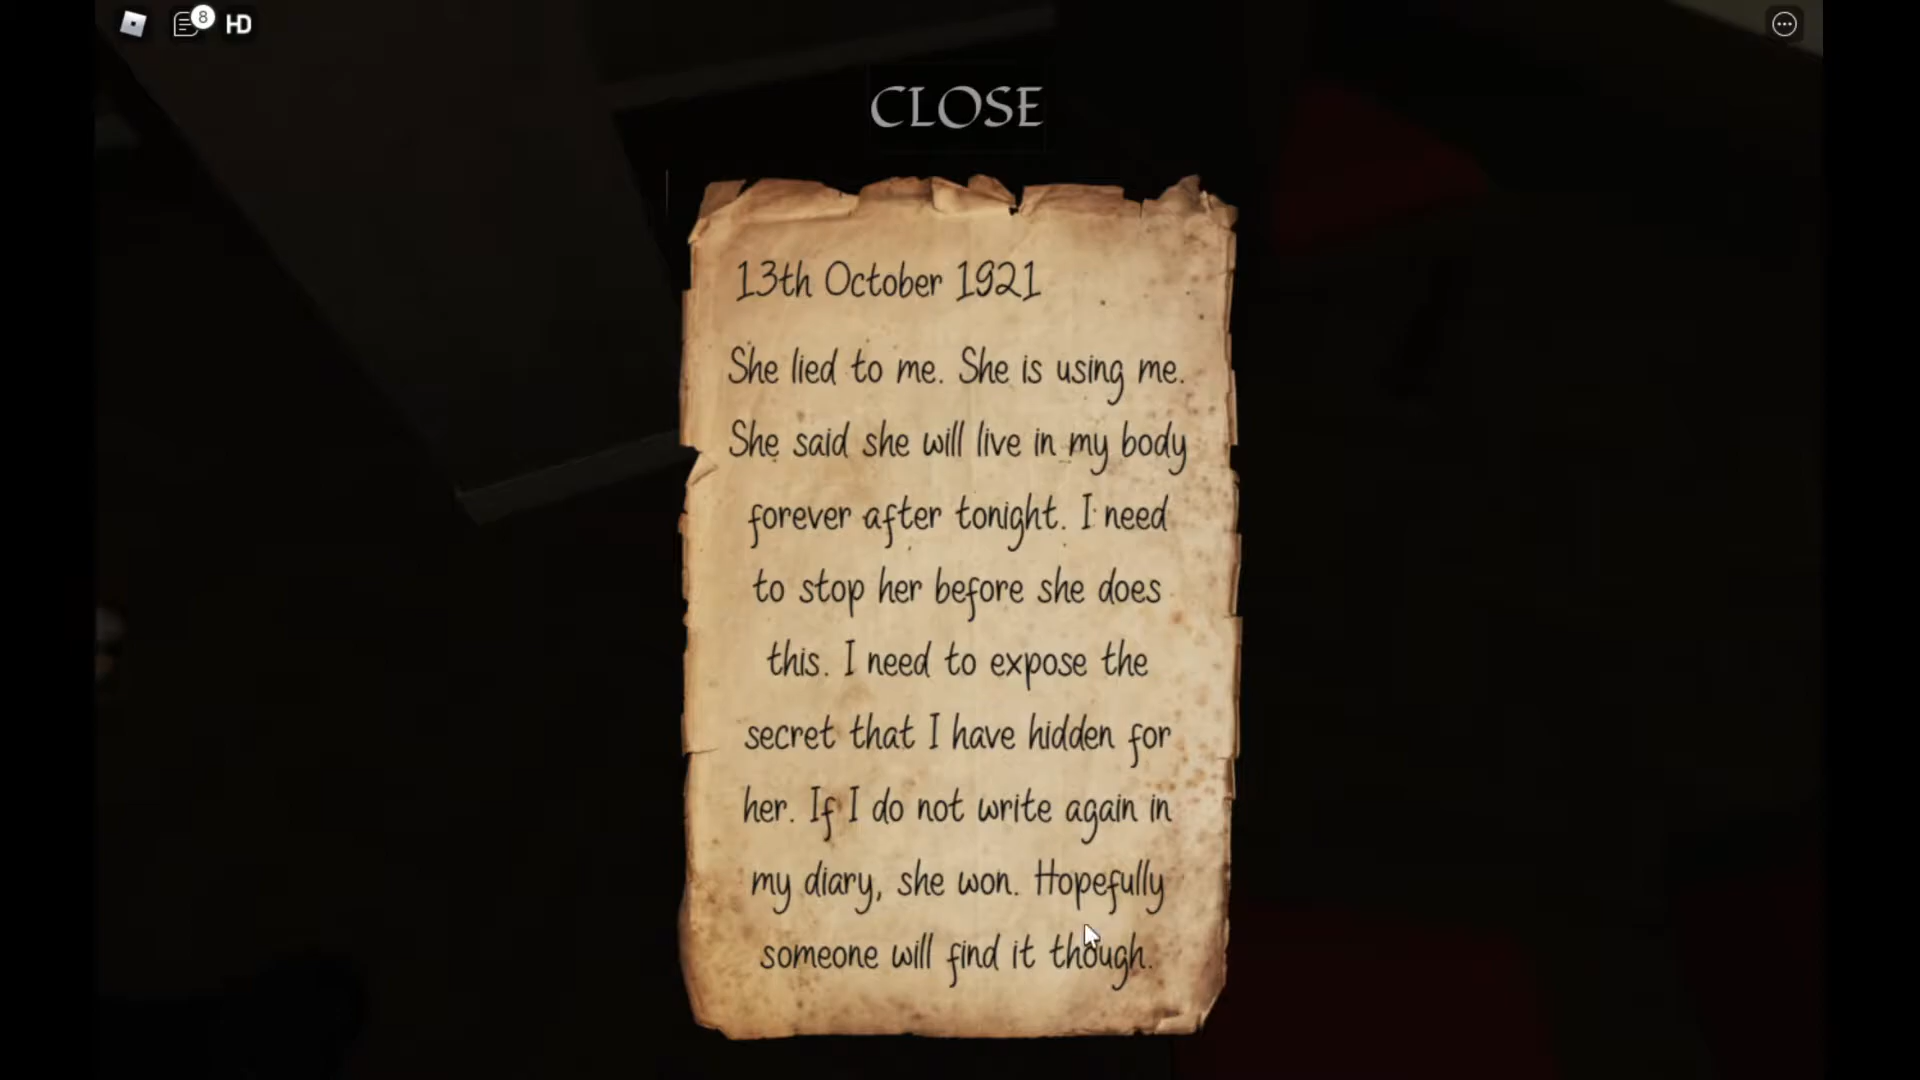 8
HD
CLOSE
13th October 1921
She lied to me. She is using me.
She said she will live in my body
forever after tonight. I need
to stop her before she does
this. I need to expose the
secret that I have hidden for
her. If I do not write again in
my diary, she won. Hopefully
someone will find it though.